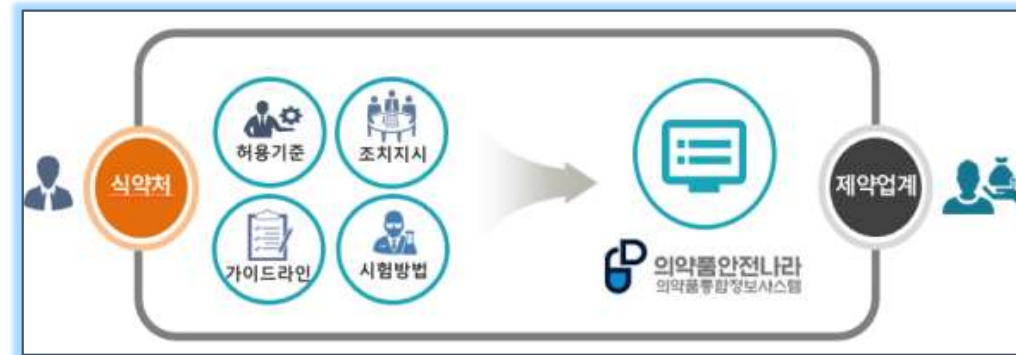 식약처
허용기준
조치지시
가이드라인
시험방법
의약품안전나라
의약품통합정보시스템
제약업계